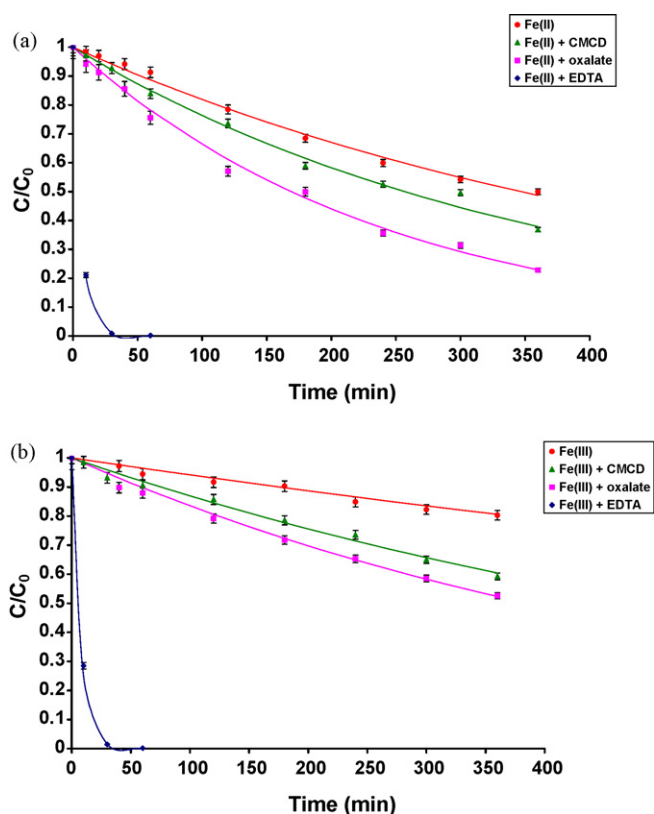 (a)
Fe(II)
Fe(II) + CMCD
Fe(II) + oxalate
Fe(II) + EDTA
1
0.9
0.8
0.7
0.6
0.5
0.4
0.3
0.2
0.1
0
C/C0
0 50 100 150 200 250 300 350 400
Time (min)
(b)
Fe(III)
Fe(III) + CMCD
Fe(III) + oxalate
Fe(III) + EDTA
1
0.9
0.8
0.7
0.6
0.5
0.4
0.3
0.2
0.1
0
C/C0
0 50 100 150 200 250 300 350 400
Time (min)